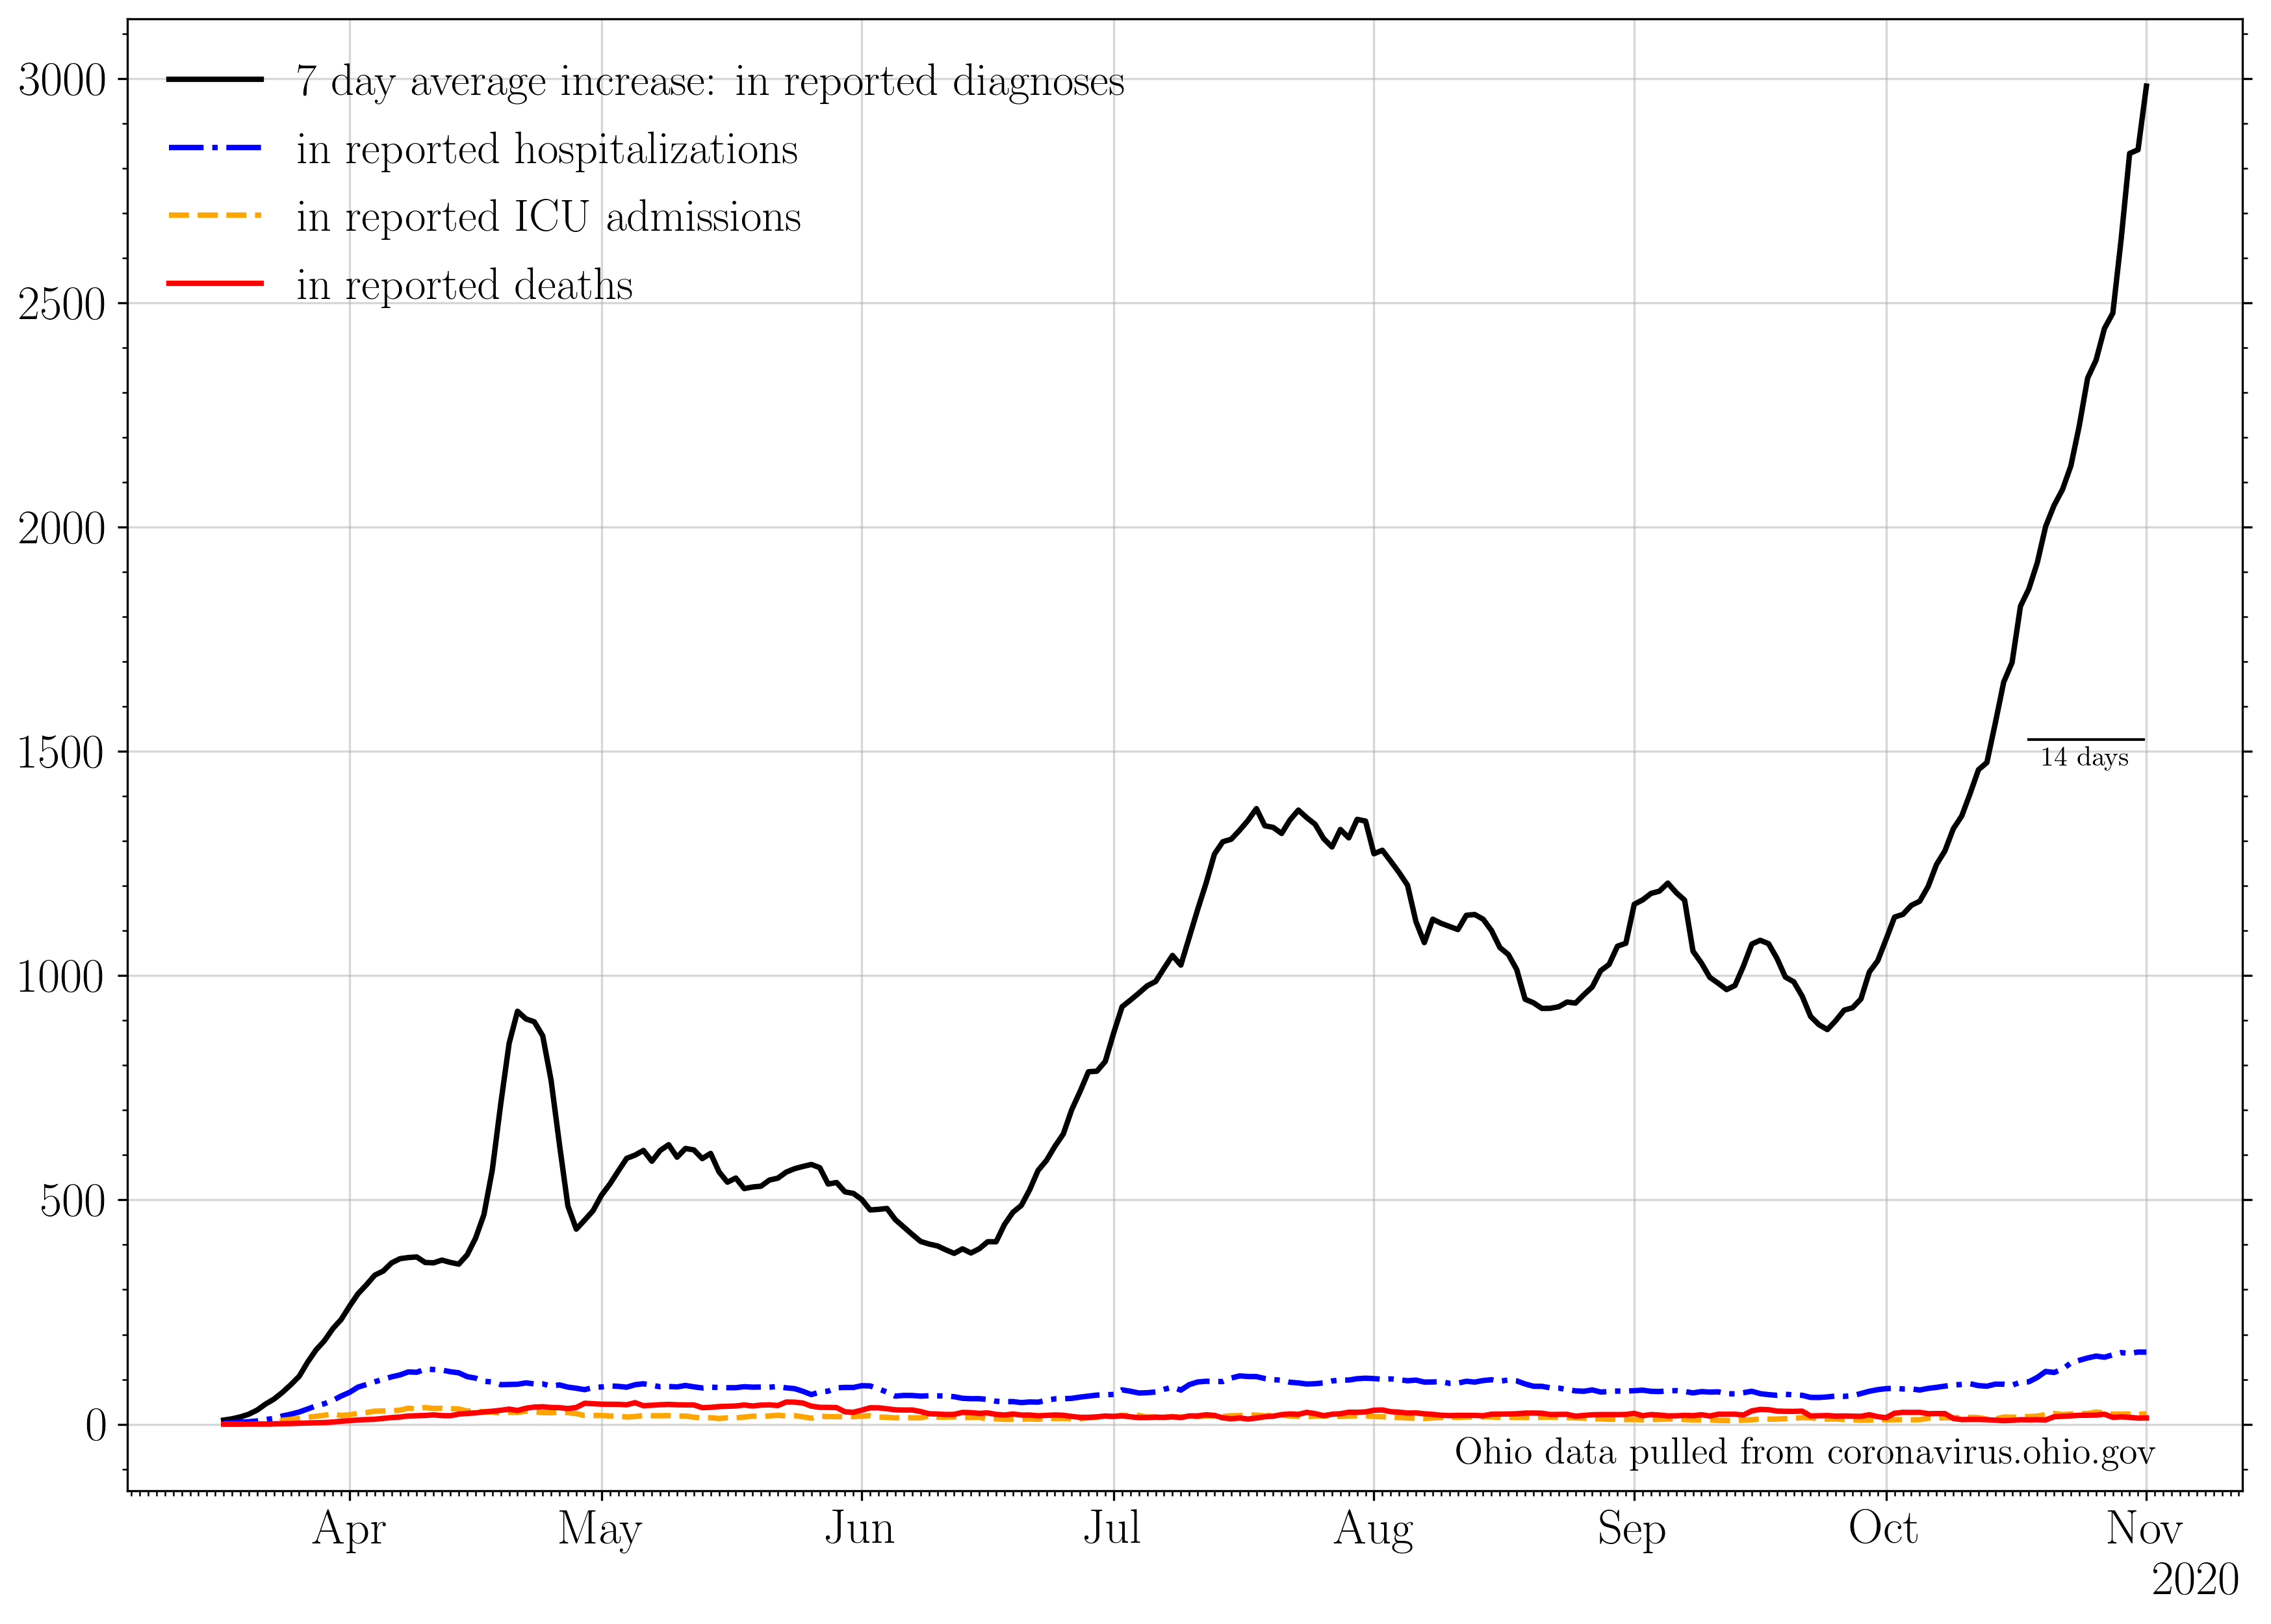 3000
2500
2000
1500
1000
500
0
7 day average increase: in reported diagnoses
in reported hospitalizations
in reported ICU admissions
in reported deaths
14 days
Ohio data pulled from coronavirus.ohio.gov
Apr May Jun Jul Aug Sep Oct Nov
2020